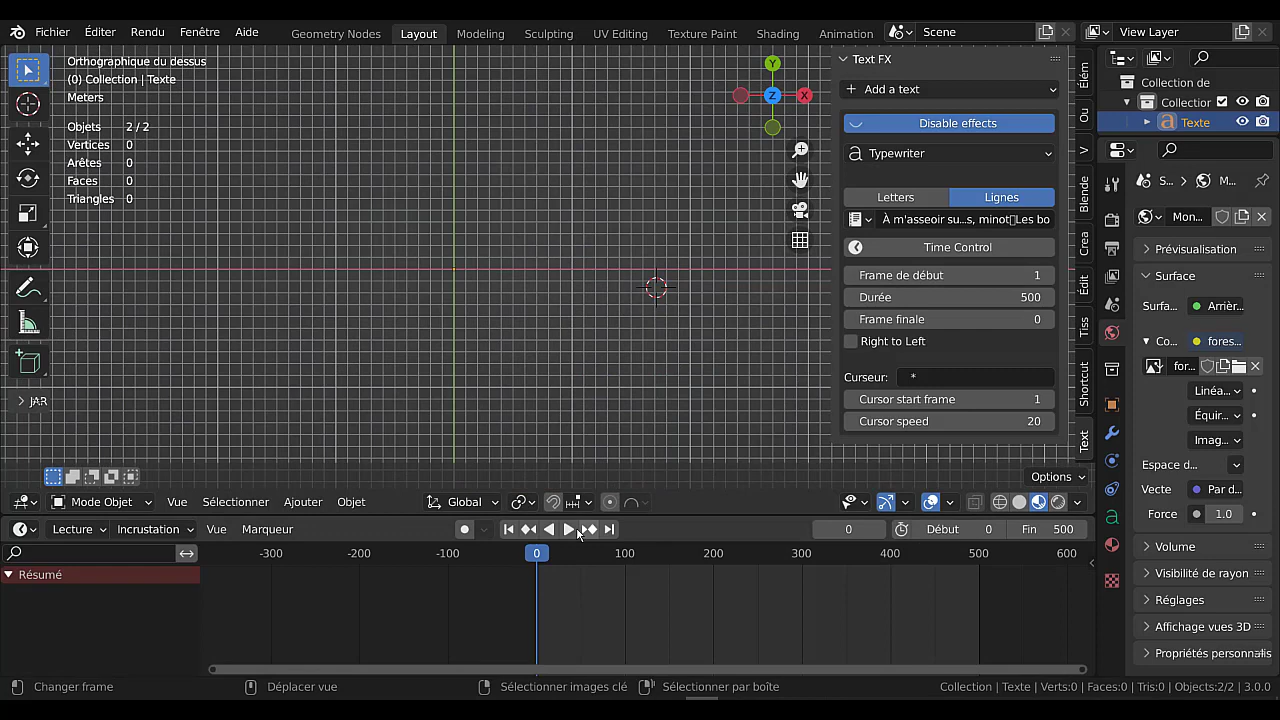 Fichier Éditer Rendu Fenêtre Aide Geometry Nodes Layout Modeling Sculpting UV Editing Texture Paint Shading Animation Scene View Layer
Orthographique du dessus
(0) Collection | Texte
Meters
Objets 2 / 2
Vertices 0
Arêtes 0
Faces 0
Triangles 0
JAR
Y
Z
X
Text FX
Add a text
Disable effects
Typewriter
Letters Lignes
À m'asseoir su...s, minot▯Les bo
Time Control
Frame de début 1
Durée 500
Frame finale 0
Right to Left
Curseur: *
Cursor start frame 1
Cursor speed 20
Options
Élém
Ou
V
Blende
Crea
Édit
Tiss
Shortcut
Text
Collection de
Collectior
Texte
S... M...
Mon...
Prévisualisation
Surface
Surfa... Arrièr...
Co... fores...
for...
Linéa...
Équir...
Imag...
Espace d...
Vecte Par d...
Force 1.0
Volume
Visibilité de rayon
Réglages
Affichage vues 3D
Propriétés personnalis
Mode Objet Vue Sélectionner Ajouter Objet Global
Lecture Incrustation Vue Marqueur 0 Début 0 Fin 500
-300 -200 -100 0 100 200 300 400 500 600
Résumé
Changer frame Déplacer vue Sélectionner images clé Sélectionner par boîte Collection | Texte | Verts:0 | Faces:0 | Tris:0 | Objects:2/2 | 3.0.0